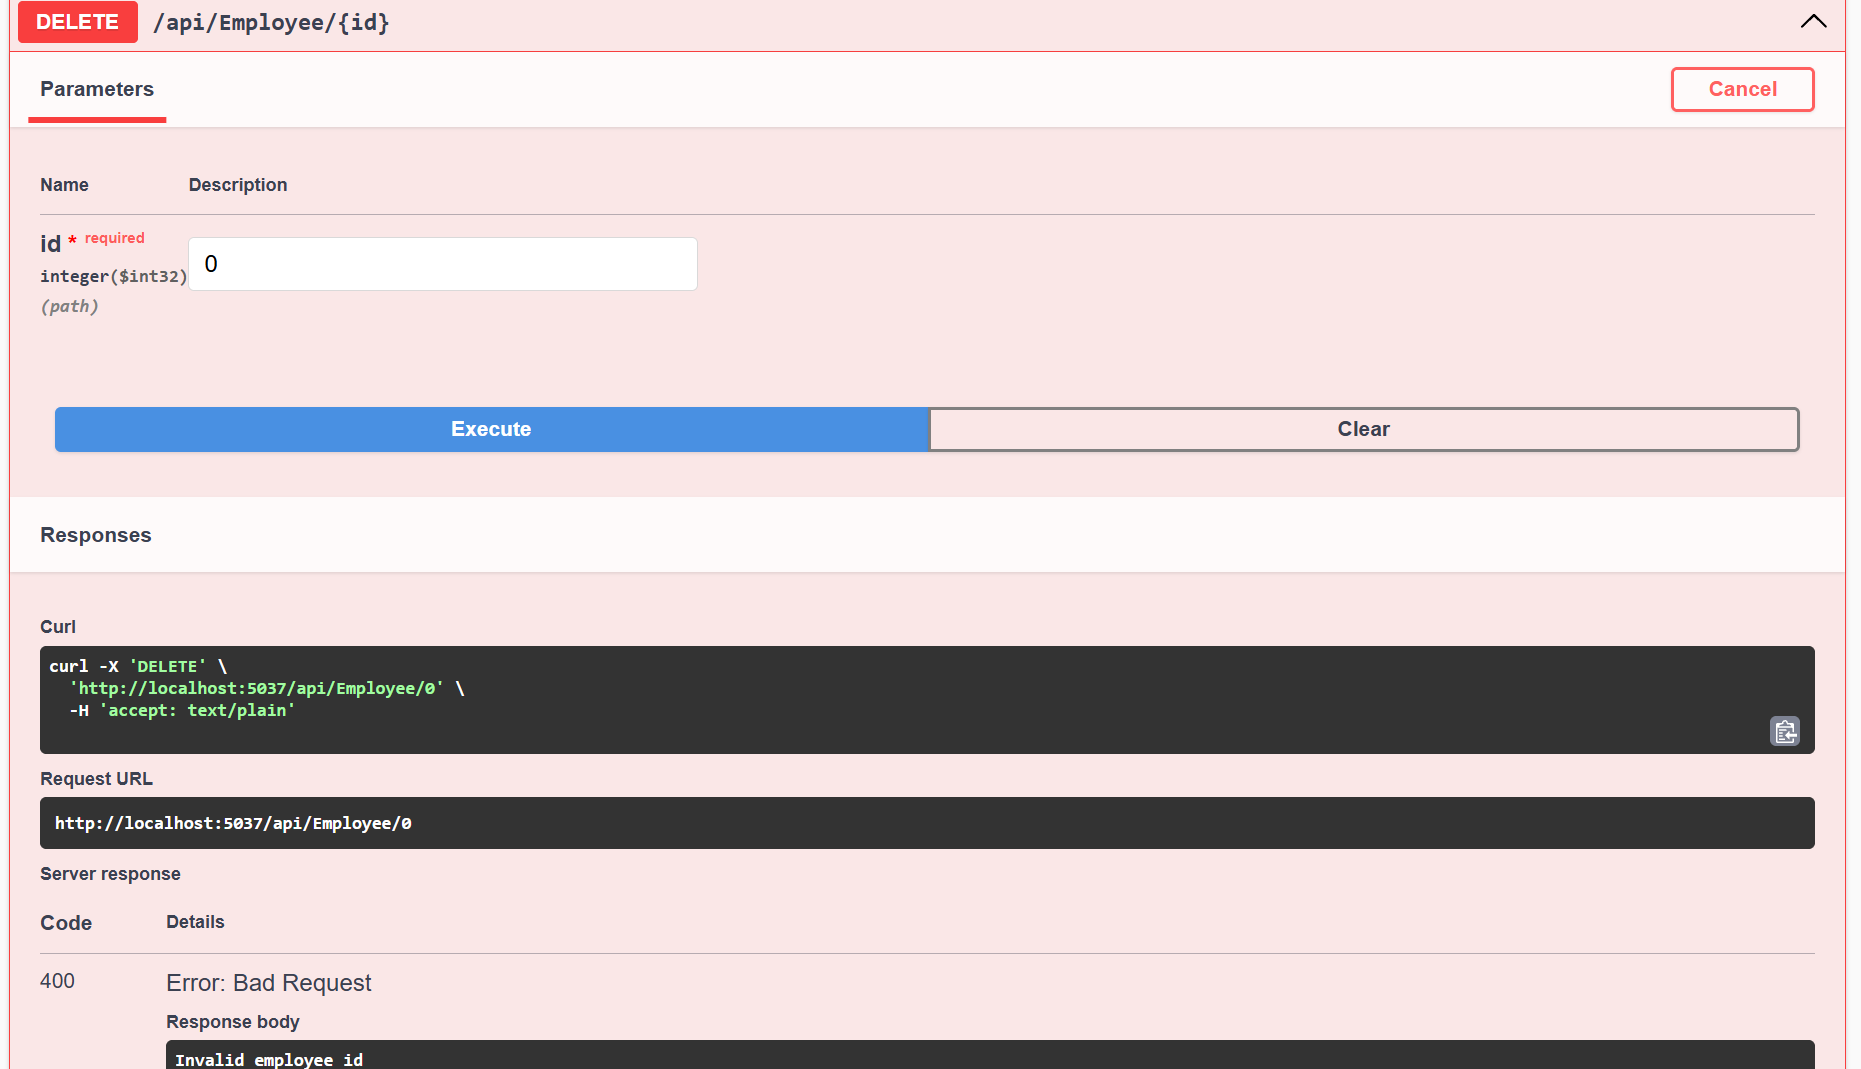 DELETE /api/Employee/{id}
Parameters
Cancel
Name Description
id * required
integer($int32)
(path)
0
Execute
Clear
Responses
Curl
curl -X 'DELETE' \
'http://localhost:5037/api/Employee/0' \
-H 'accept: text/plain'
Request URL
http://localhost:5037/api/Employee/0
Server response
Code Details
400 Error: Bad Request
Response body
Invalid employee id